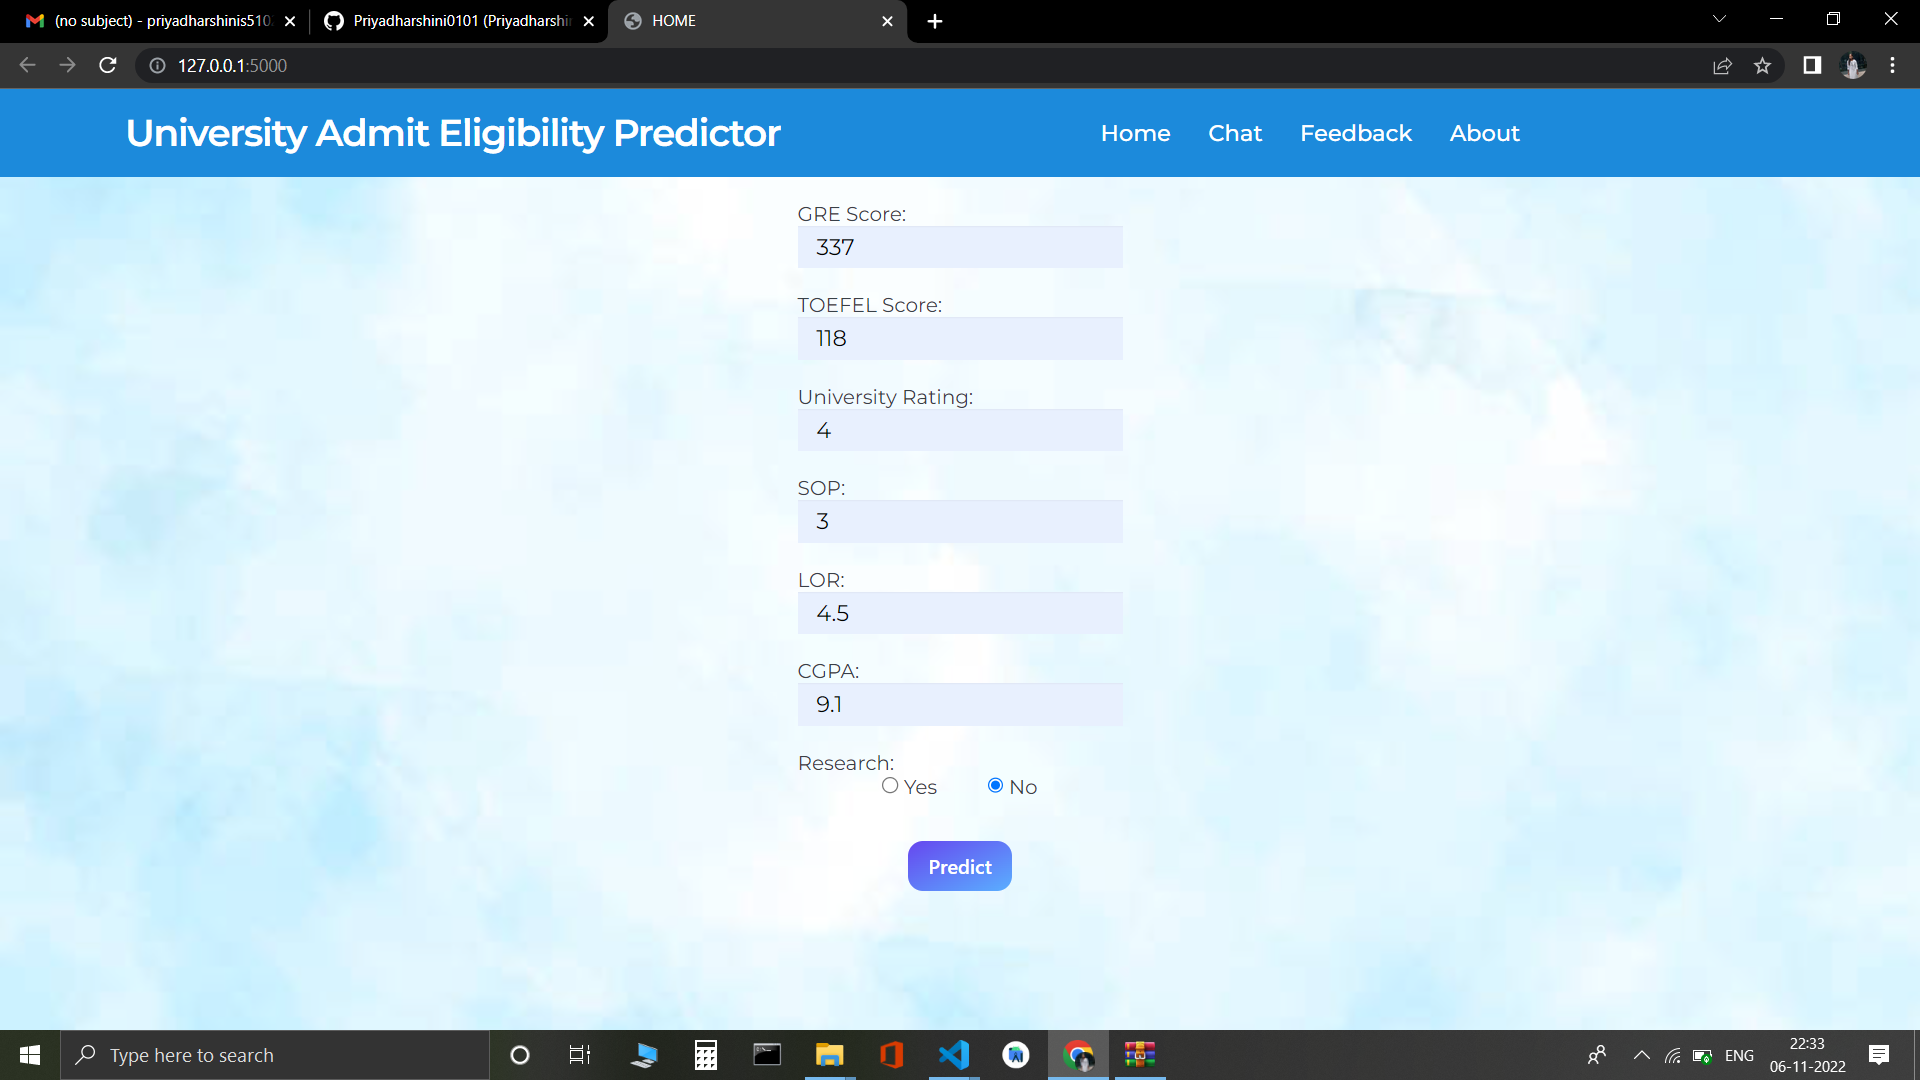 (no subject) - priyadharshinis510
Priyadharshini0101 (Priyadharshin
HOME
127.0.0.1:5000
University Admit Eligibility Predictor
Home Chat Feedback About
GRE Score:
337
TOEFEL Score:
118
University Rating:
4
SOP:
3
LOR:
4.5
CGPA:
9.1
Research:
Yes No
Predict
Type here to search
ENG
22:33
06-11-2022